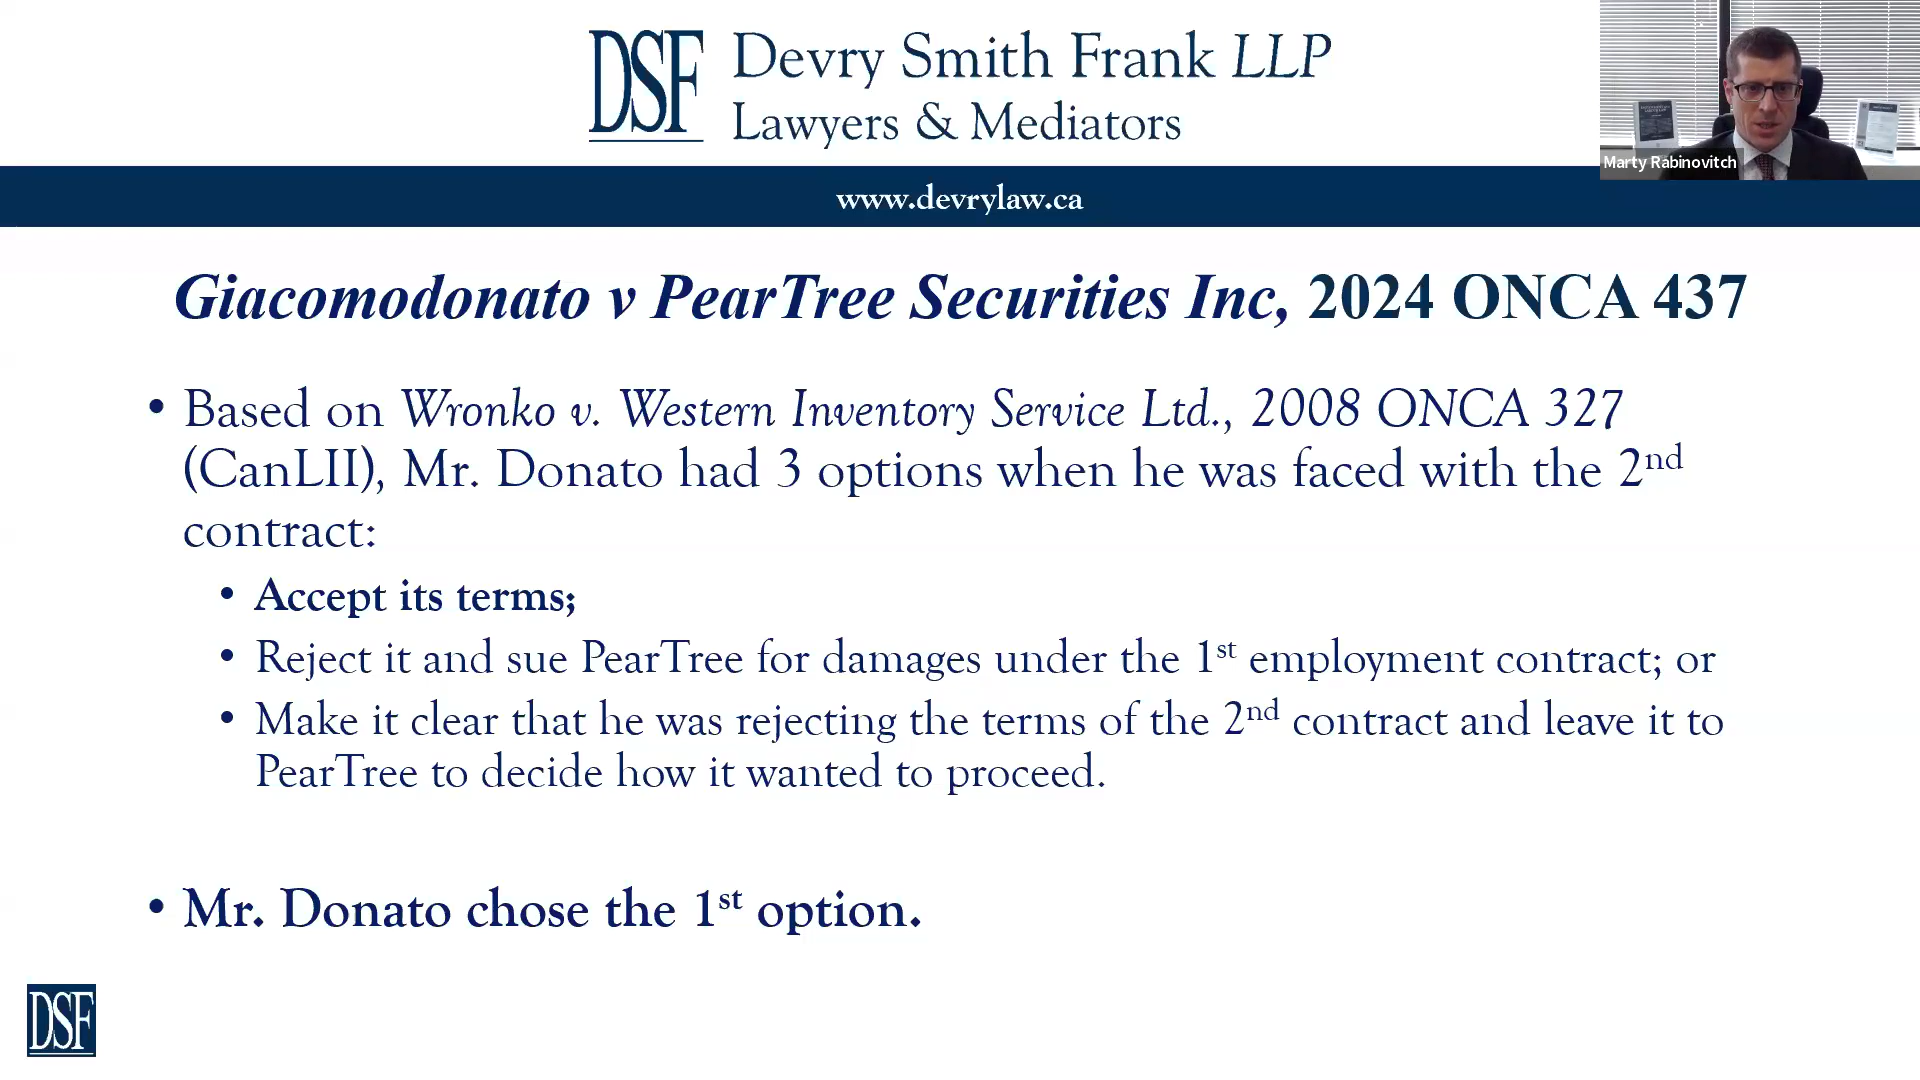 DSF
Devry Smith Frank LLP
Lawyers & Mediators
Marty Rabinovitch
www.devrylaw.ca
Giacomodonato v PearTree Securities Inc, 2024 ONCA 437
• Based on Wronko v. Western Inventory Service Ltd., 2008 ONCA 327
(CanLII), Mr. Donato had 3 options when he was faced with the 2nd
contract:
• Accept its terms;
• Reject it and sue PearTree for damages under the 1st employment contract; or
• Make it clear that he was rejecting the terms of the 2nd contract and leave it to
PearTree to decide how it wanted to proceed.
• Mr. Donato chose the 1st option.
DSF